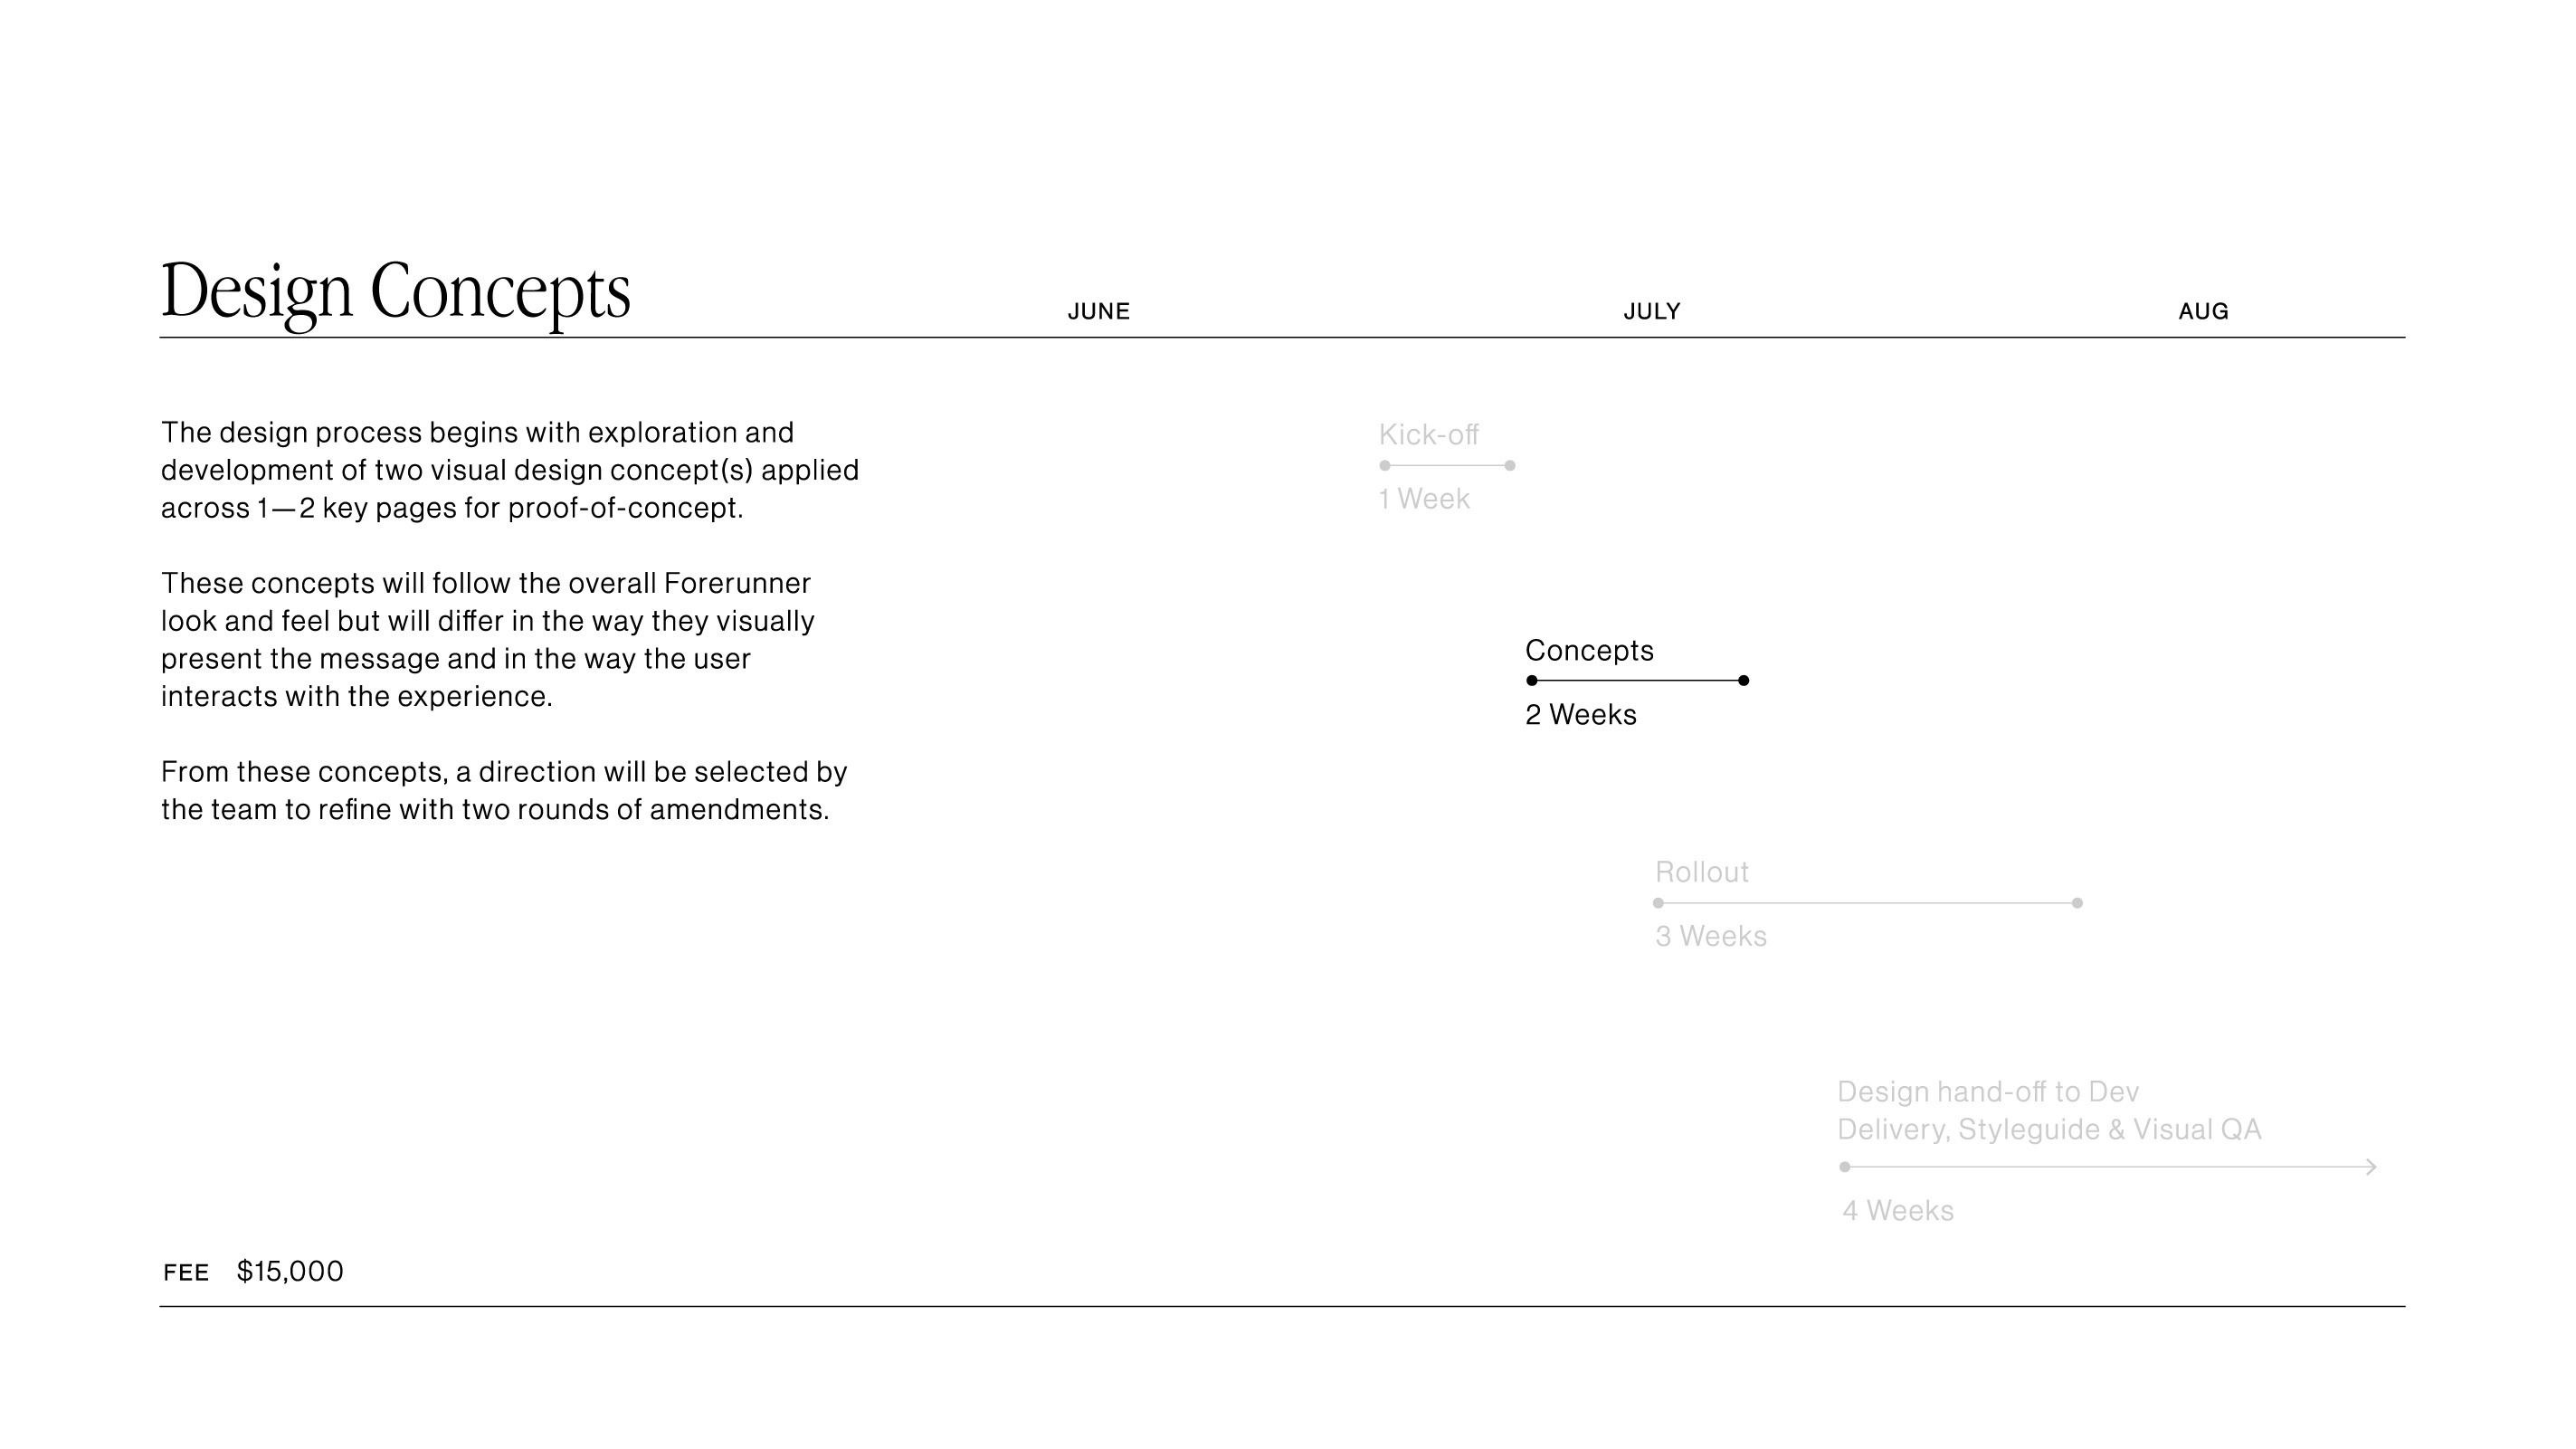 Design Concepts
JUNE
JULY
AUG
The design process begins with exploration and
development of two visual design concept(s) applied
across 1—2 key pages for proof-of-concept.
These concepts will follow the overall Forerunner
look and feel but will differ in the way they visually
present the message and in the way the user
interacts with the experience.
From these concepts, a direction will be selected by
the team to refine with two rounds of amendments.
Kick-off
1 Week
Concepts
2 Weeks
Rollout
3 Weeks
Design hand-off to Dev
Delivery, Styleguide & Visual QA
4 Weeks
FEE $15,000